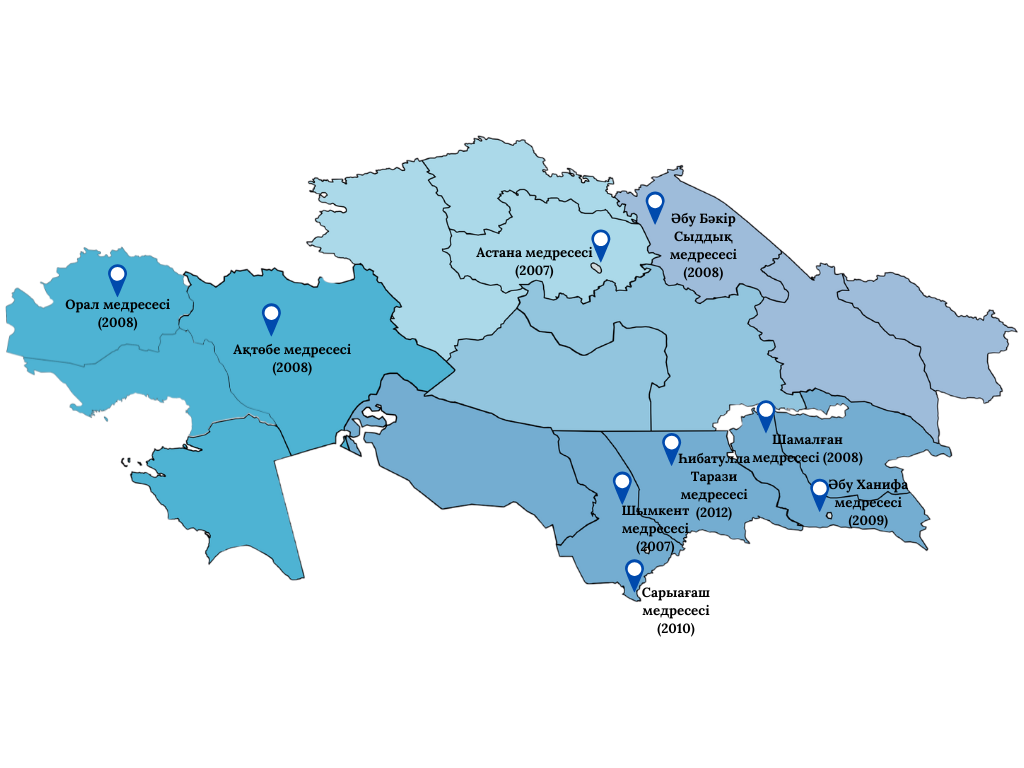 Әбу Бәкір
Сыддық
медресесі
(2008)
Астана медресесі
(2007)
Орал медресесі
(2008)
Ақтөбе медресесі
(2008)
Шамалған
медресесі (2008)
Һибатулла
Тарази
медресесі
(2012)
Әбу Ханифа
медресесі
(2009)
Шымкент
медресесі
(2007)
Сарыағаш
медресесі
(2010)